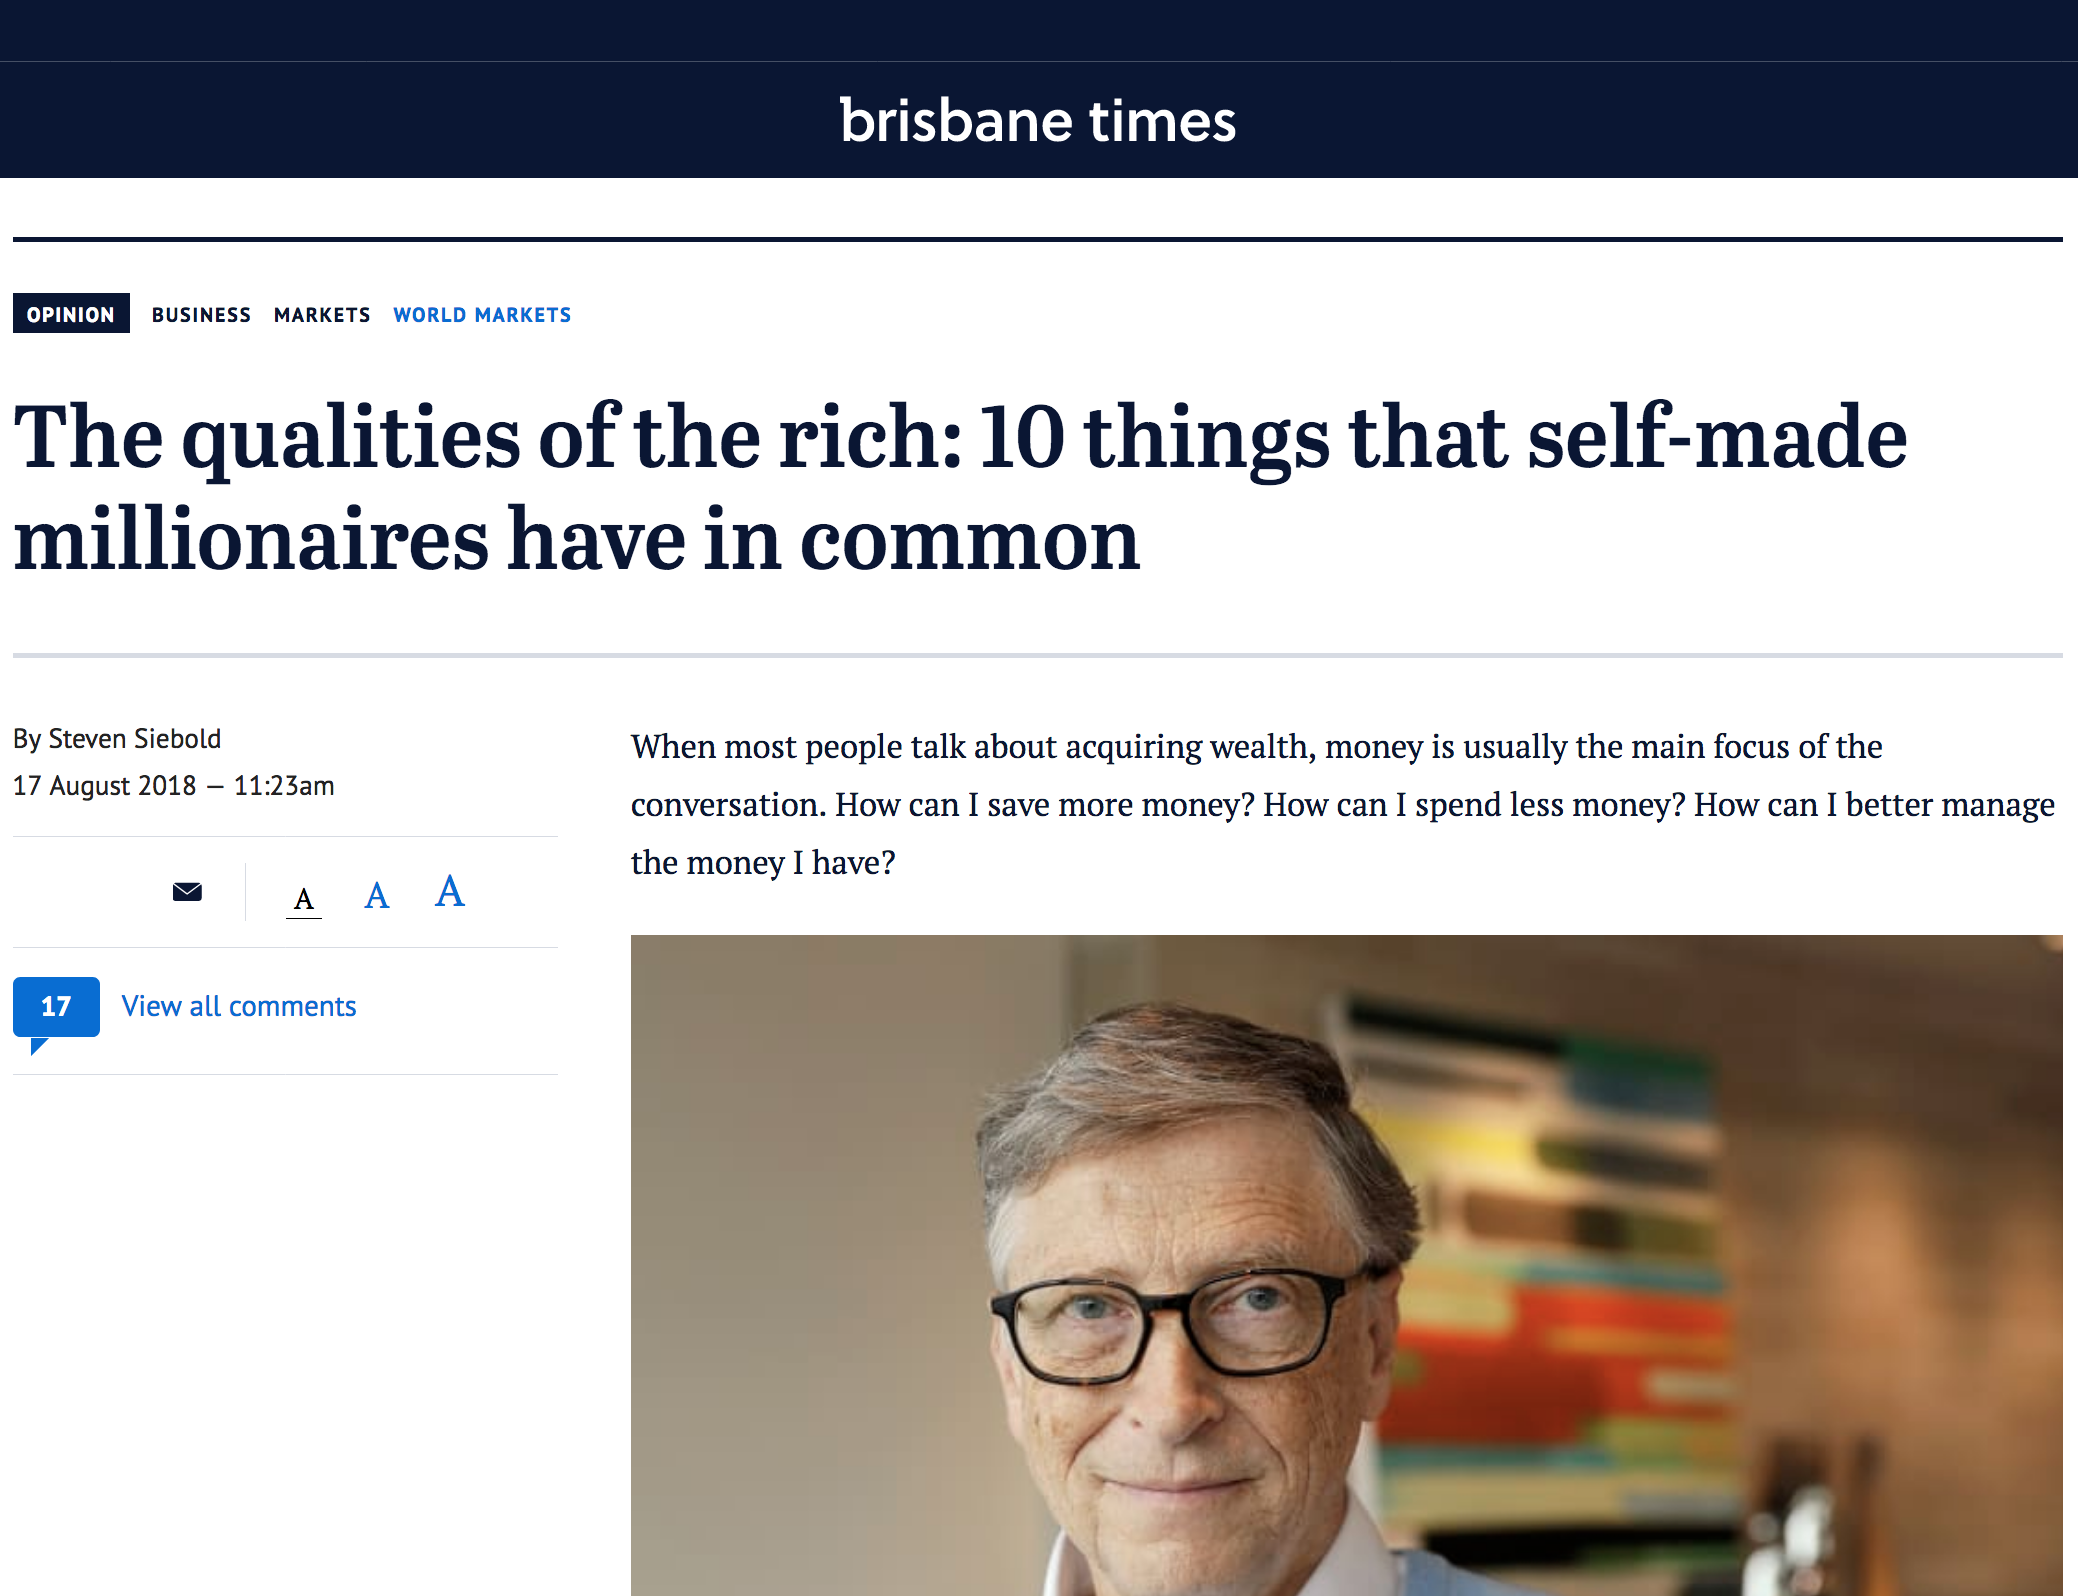 brisbane times
OPINION BUSINESS MARKETS WORLD MARKETS
The qualities of the rich: 10 things that self-made
millionaires have in common
By Steven Siebold
17 August 2018 — 11:23am
A A A
17 View all comments
When most people talk about acquiring wealth, money is usually the main focus of the
conversation. How can I save more money? How can I spend less money? How can I better manage
the money I have?